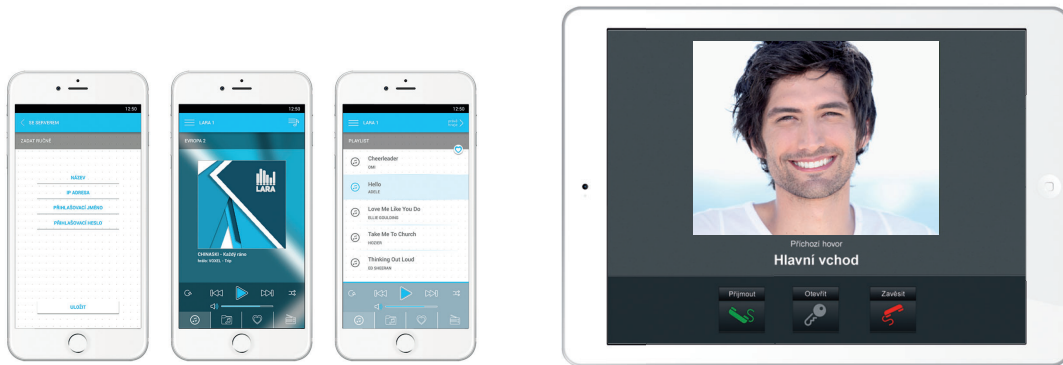 12:50
SE SERVEREM
ZADAT RUČNĚ
NÁZEV
IP ADRESA
PŘIHLAŠOVACÍ JMÉNO
PŘIHLAŠOVACÍ HESLO
ULOŽIT
12:50
LARA 1
EVROPA 2
LARA
CHINASKI - Každý ráno
12:50
LARA 1
PLAYLIST
Cheerleader
OMI
Hello
ADELE
Love Me Like You Do
ELLIE GOULDING
Take Me To Church
HOZIER
Thinking Out Loud
ED SHEERAN
Příchozí hovor
Hlavní vchod
Přijmout
Otevřít
Zavěsit